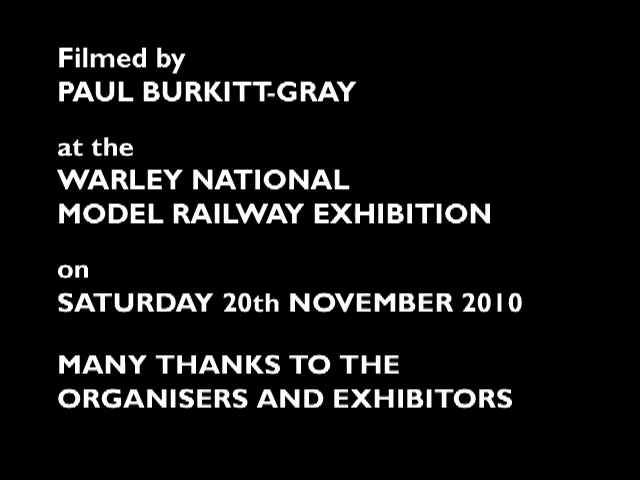 Filmed by
PAUL BURKITT-GRAY
at the
WARLEY NATIONAL
MODEL RAILWAY EXHIBITION
on
SATURDAY 20th NOVEMBER 2010
MANY THANKS TO THE
ORGANISERS AND EXHIBITORS